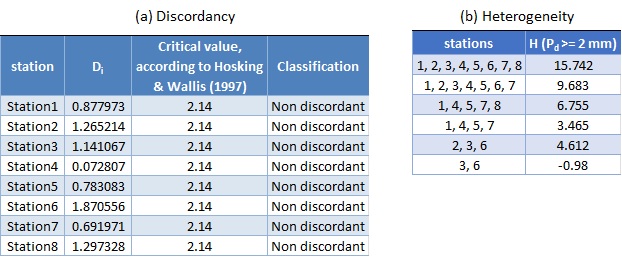 (a) Discordancy
station Di Critical value, according to Hosking & Wallis (1997) Classification
Station1 0.877973 2.14 Non discordant
Station2 1.265214 2.14 Non discordant
Station3 1.141067 2.14 Non discordant
Station4 0.072807 2.14 Non discordant
Station5 0.783083 2.14 Non discordant
Station6 1.870556 2.14 Non discordant
Station7 0.691971 2.14 Non discordant
Station8 1.297328 2.14 Non discordant
(b) Heterogeneity
stations H (Pd >= 2 mm)
1, 2, 3, 4, 5, 6, 7, 8 15.742
1, 2, 3, 4, 5, 6, 7 9.683
1, 4, 5, 7, 8 6.755
1, 4, 5, 7 3.465
2, 3, 6 4.612
3, 6 -0.98